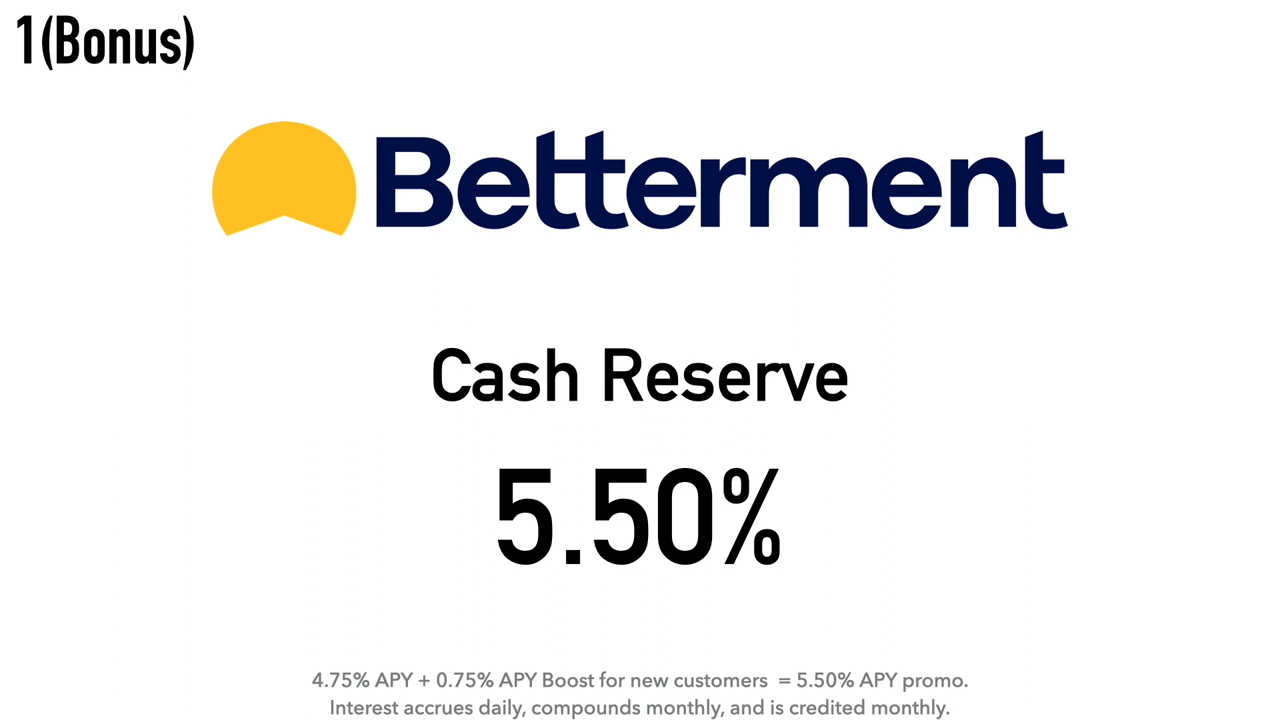 1(Bonus)
Betterment
Cash Reserve
5.50%
4.75% APY + 0.75% APY Boost for new customers = 5.50% APY promo.
Interest accrues daily, compounds monthly, and is credited monthly.